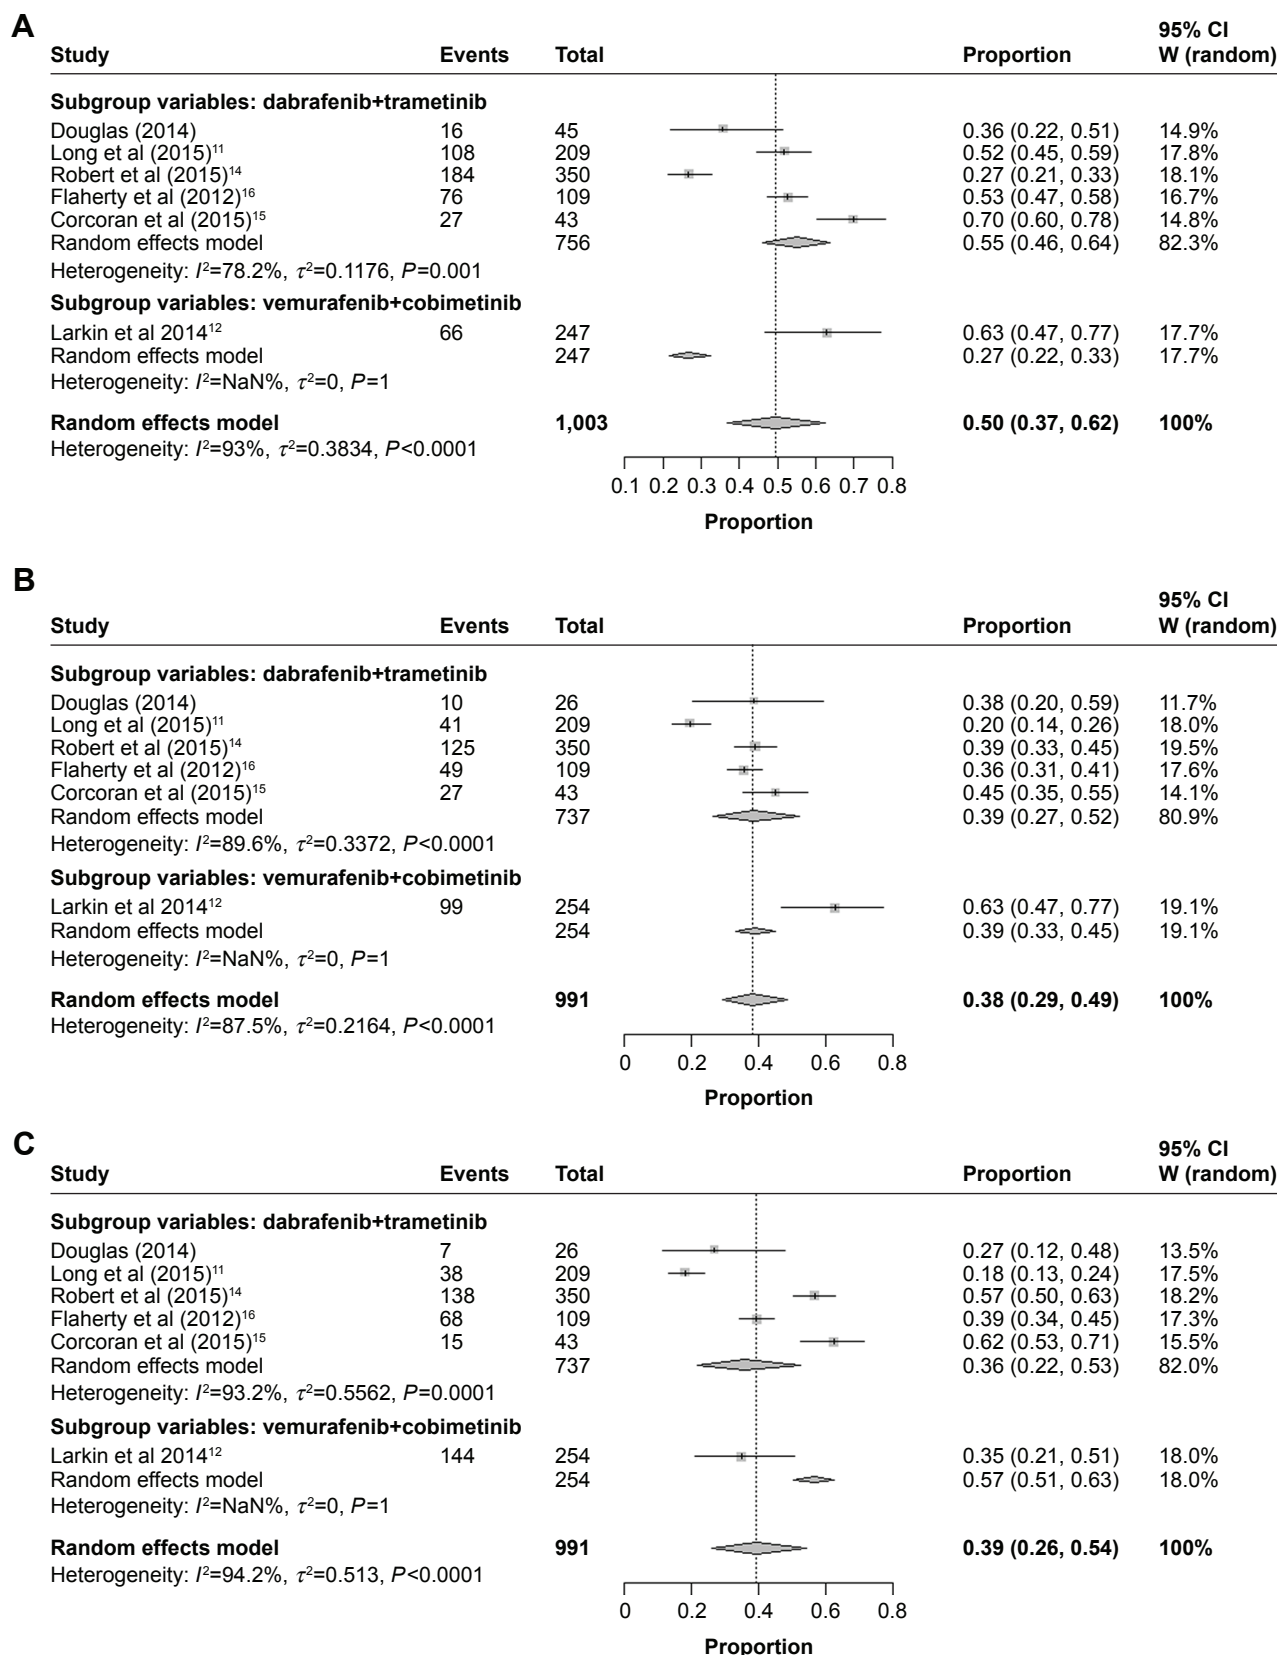 A
95% CI
Study Events Total Proportion W (random)
Subgroup variables: dabrafenib+trametinib
Douglas (2014) 16 45 0.36 (0.22, 0.51) 14.9%
Long et al (2015)¹¹ 108 209 0.52 (0.45, 0.59) 17.8%
Robert et al (2015)¹⁴ 184 350 0.27 (0.21, 0.33) 18.1%
Flaherty et al (2012)¹⁶ 76 109 0.53 (0.47, 0.58) 16.7%
Corcoran et al (2015)¹⁵ 27 43 0.70 (0.60, 0.78) 14.8%
Random effects model 756 0.55 (0.46, 0.64) 82.3%
Heterogeneity: I²=78.2%, τ²=0.1176, P=0.001
Subgroup variables: vemurafenib+cobimetinib
Larkin et al 2014¹² 66 247 0.63 (0.47, 0.77) 17.7%
Random effects model 247 0.27 (0.22, 0.33) 17.7%
Heterogeneity: I²=NaN%, τ²=0, P=1
Random effects model 1,003 0.50 (0.37, 0.62) 100%
Heterogeneity: I²=93%, τ²=0.3834, P<0.0001
0.1 0.2 0.3 0.4 0.5 0.6 0.7 0.8
Proportion
B
95% CI
Study Events Total Proportion W (random)
Subgroup variables: dabrafenib+trametinib
Douglas (2014) 10 26 0.38 (0.20, 0.59) 11.7%
Long et al (2015)¹¹ 41 209 0.20 (0.14, 0.26) 18.0%
Robert et al (2015)¹⁴ 125 350 0.39 (0.33, 0.45) 19.5%
Flaherty et al (2012)¹⁶ 49 109 0.36 (0.31, 0.41) 17.6%
Corcoran et al (2015)¹⁵ 27 43 0.45 (0.35, 0.55) 14.1%
Random effects model 737 0.39 (0.27, 0.52) 80.9%
Heterogeneity: I²=89.6%, τ²=0.3372, P<0.0001
Subgroup variables: vemurafenib+cobimetinib
Larkin et al 2014¹² 99 254 0.63 (0.47, 0.77) 19.1%
Random effects model 254 0.39 (0.33, 0.45) 19.1%
Heterogeneity: I²=NaN%, τ²=0, P=1
Random effects model 991 0.38 (0.29, 0.49) 100%
Heterogeneity: I²=87.5%, τ²=0.2164, P<0.0001
0 0.2 0.4 0.6 0.8
Proportion
C
95% CI
Study Events Total Proportion W (random)
Subgroup variables: dabrafenib+trametinib
Douglas (2014) 7 26 0.27 (0.12, 0.48) 13.5%
Long et al (2015)¹¹ 38 209 0.18 (0.13, 0.24) 17.5%
Robert et al (2015)¹⁴ 138 350 0.57 (0.50, 0.63) 18.2%
Flaherty et al (2012)¹⁶ 68 109 0.39 (0.34, 0.45) 17.3%
Corcoran et al (2015)¹⁵ 15 43 0.62 (0.53, 0.71) 15.5%
Random effects model 737 0.36 (0.22, 0.53) 82.0%
Heterogeneity: I²=93.2%, τ²=0.5562, P=0.0001
Subgroup variables: vemurafenib+cobimetinib
Larkin et al 2014¹² 144 254 0.35 (0.21, 0.51) 18.0%
Random effects model 254 0.57 (0.51, 0.63) 18.0%
Heterogeneity: I²=NaN%, τ²=0, P=1
Random effects model 991 0.39 (0.26, 0.54) 100%
Heterogeneity: I²=94.2%, τ²=0.513, P<0.0001
0 0.2 0.4 0.6 0.8
Proportion